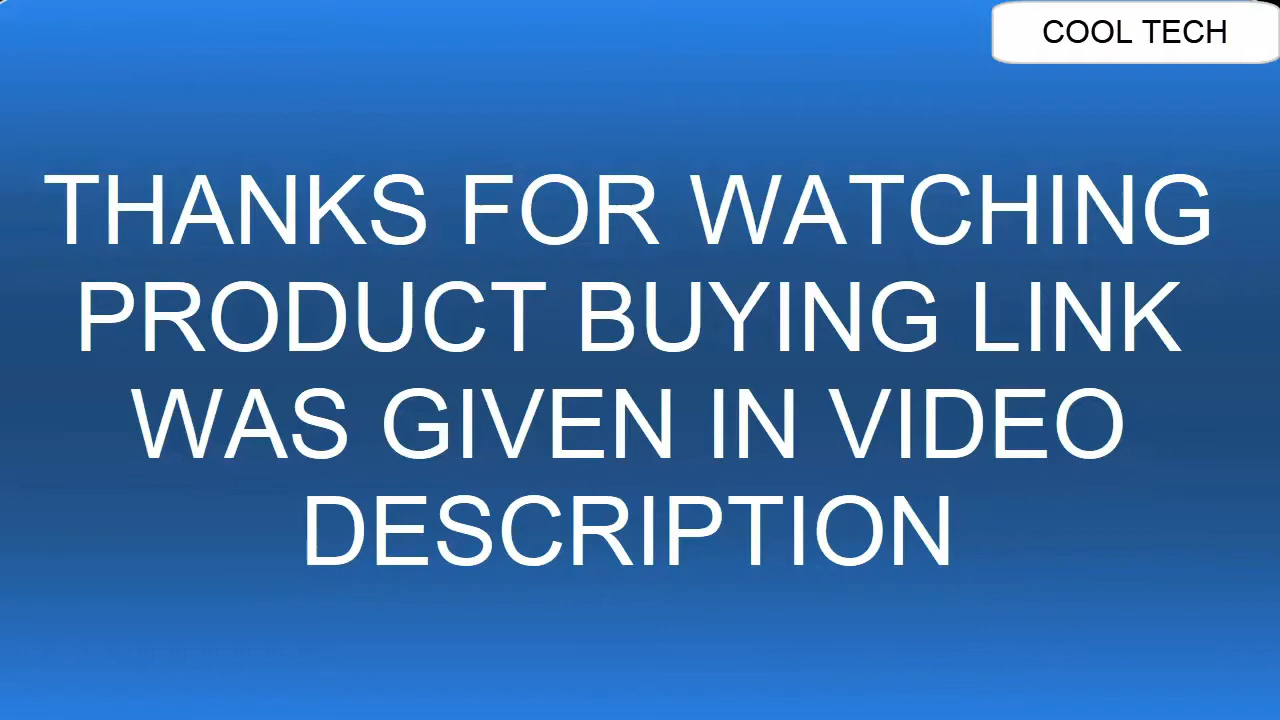 COOL TECH
THANKS FOR WATCHING
PRODUCT BUYING LINK
WAS GIVEN IN VIDEO
DESCRIPTION